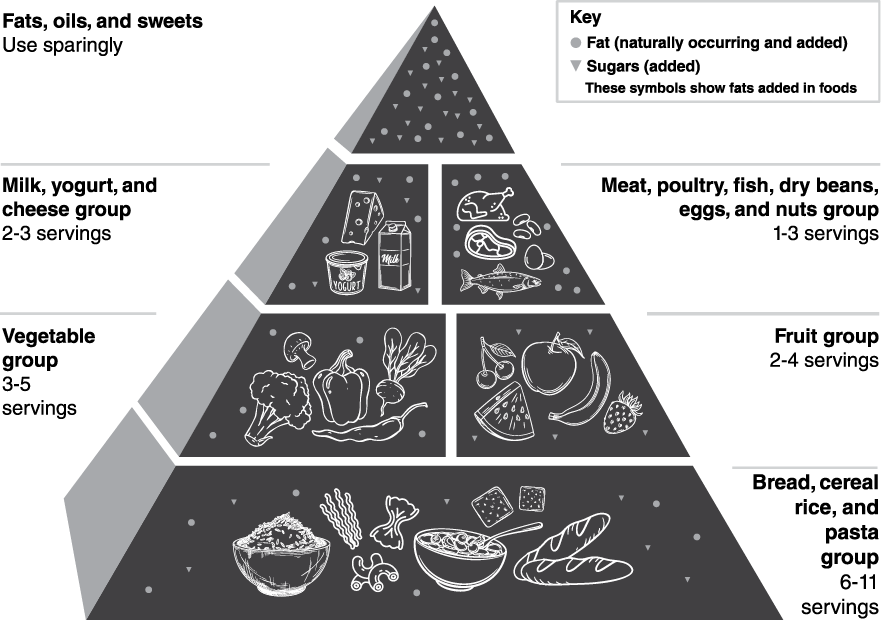 Fats, oils, and sweets
Use sparingly
Key
Fat (naturally occurring and added)
Sugars (added)
These symbols show fats added in foods
Milk, yogurt, and
cheese group
2-3 servings
Meat, poultry, fish, dry beans,
eggs, and nuts group
1-3 servings
Milk
YOGURT
Vegetable
group
3-5
servings
Fruit group
2-4 servings
Bread, cereal
rice, and
pasta
group
6-11
servings